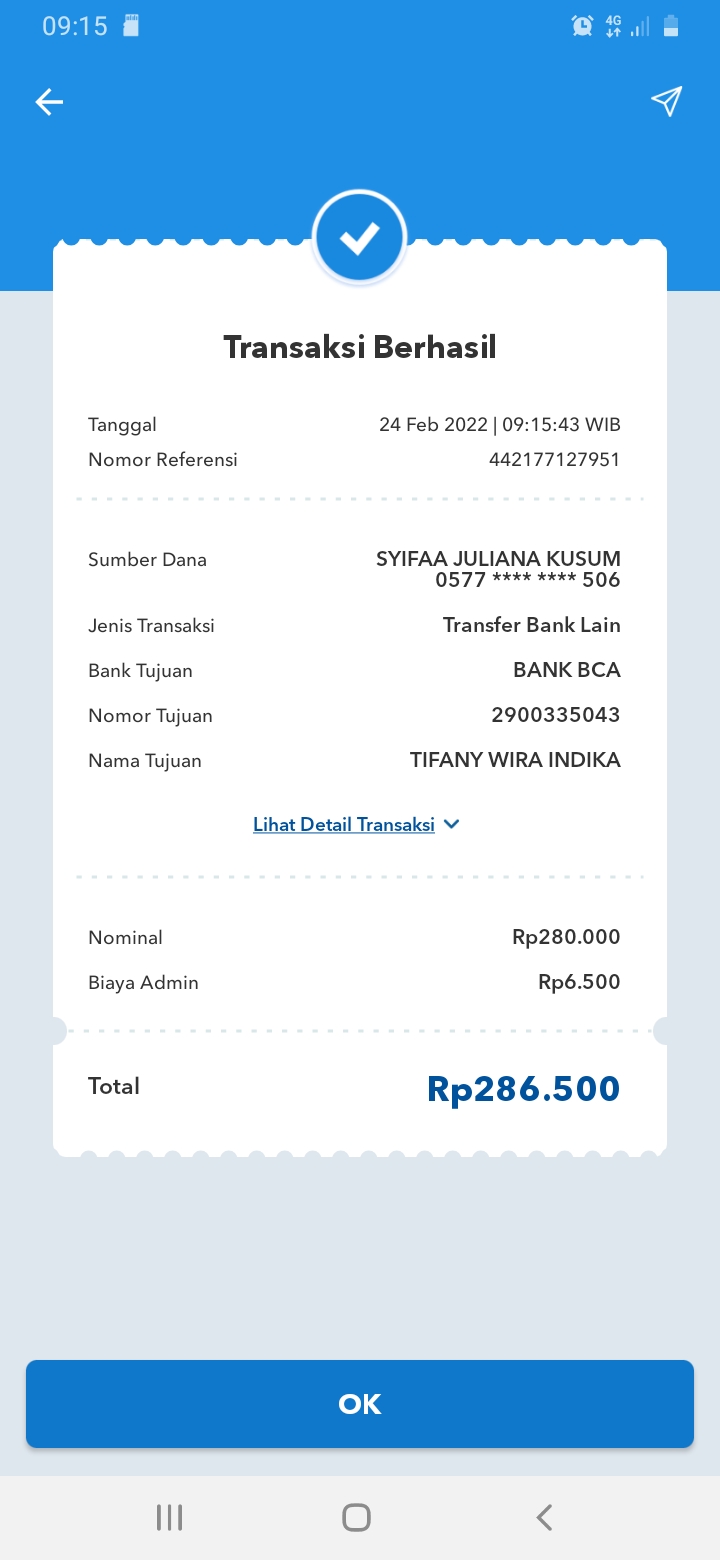 09:15
4G
Transaksi Berhasil
Tanggal 24 Feb 2022 | 09:15:43 WIB
Nomor Referensi 442177127951
Sumber Dana SYIFAA JULIANA KUSUM
0577 **** **** 506
Jenis Transaksi Transfer Bank Lain
Bank Tujuan BANK BCA
Nomor Tujuan 2900335043
Nama Tujuan TIFANY WIRA INDIKA
Lihat Detail Transaksi
Nominal Rp280.000
Biaya Admin Rp6.500
Total Rp286.500
OK